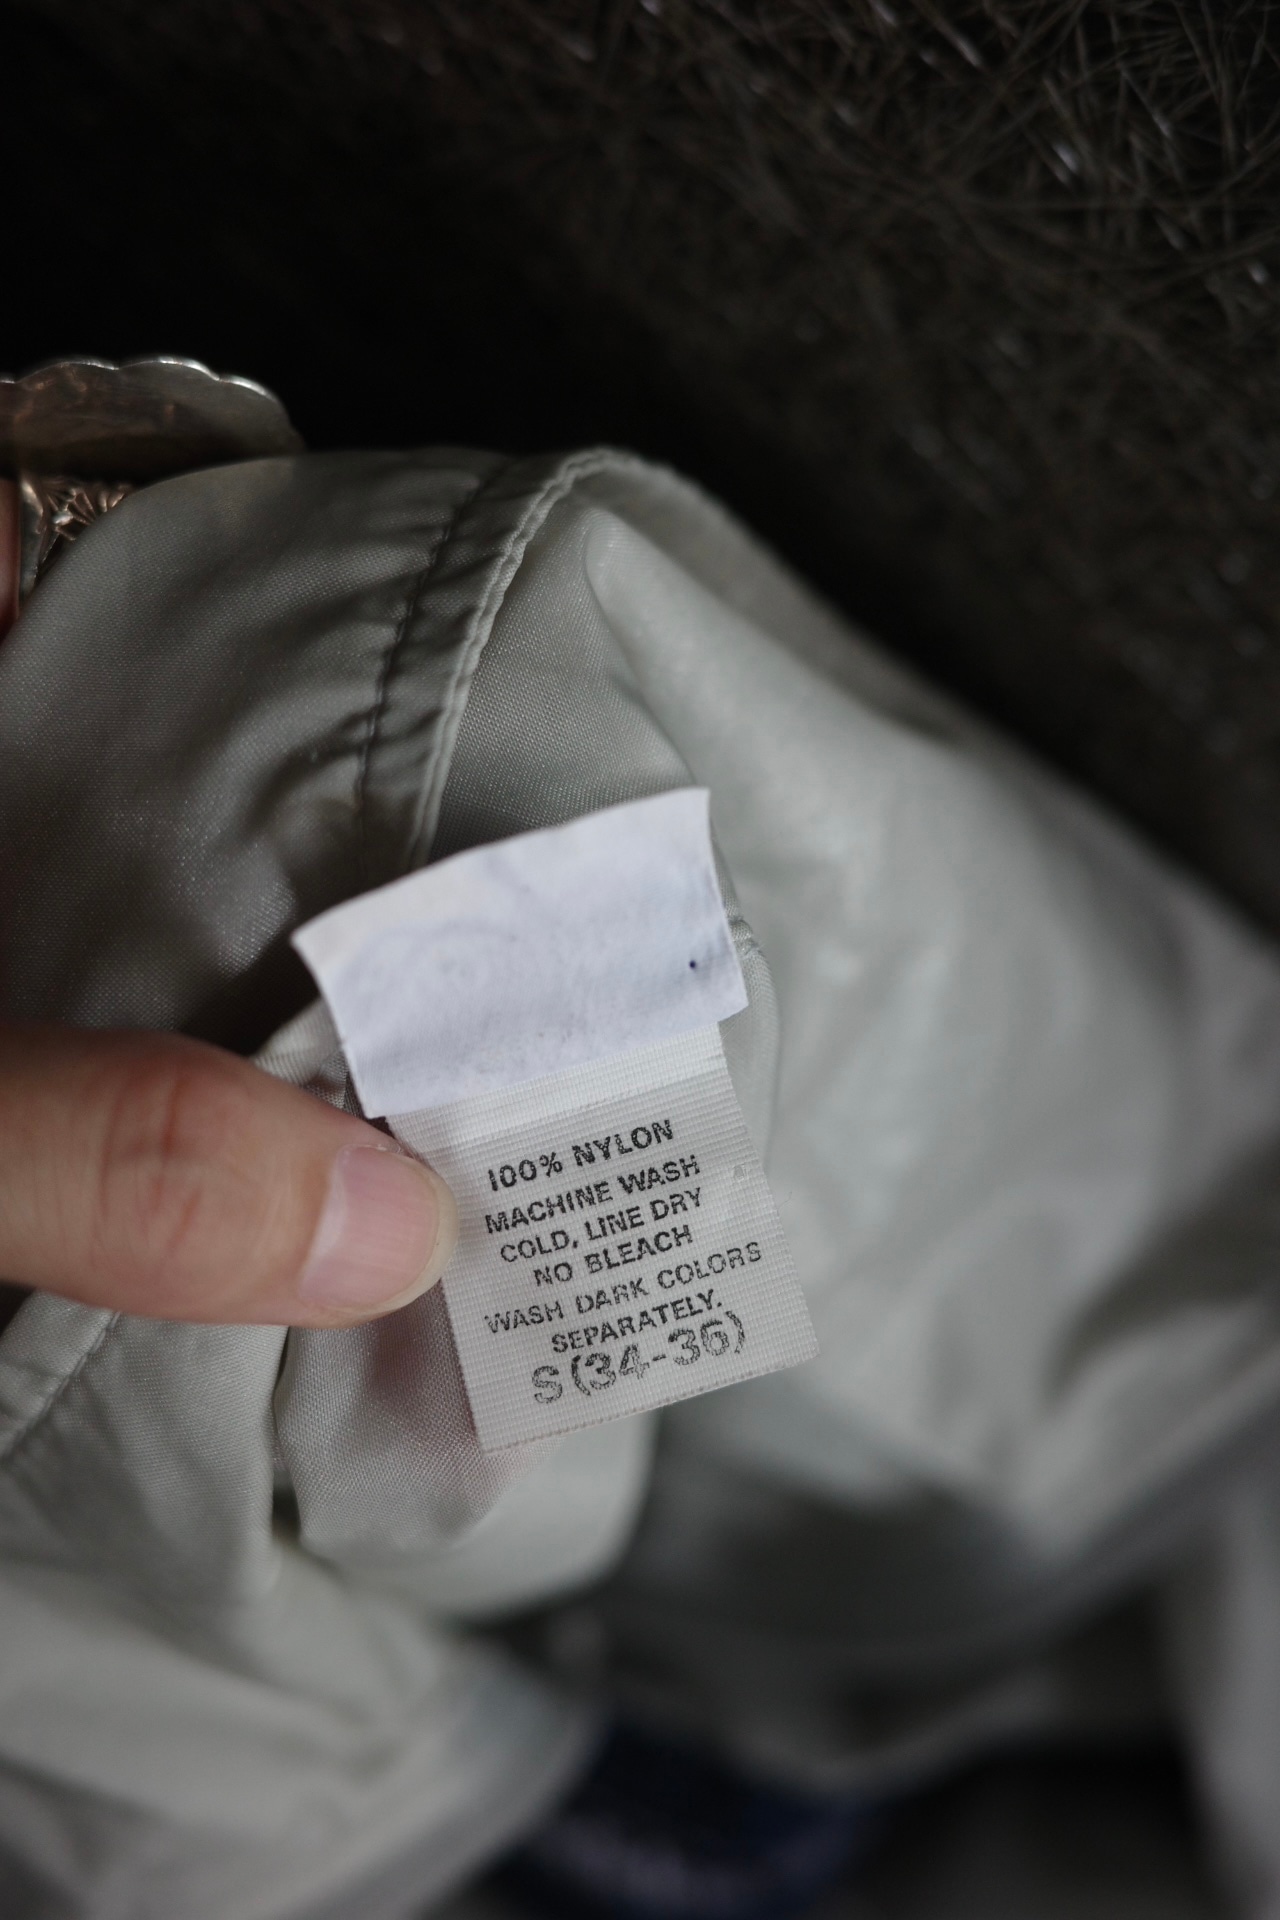 100% NYLON
MACHINE WASH
COLD, LINE DRY
NO BLEACH
WASH DARK COLORS
SEPARATELY.
S (34-36)